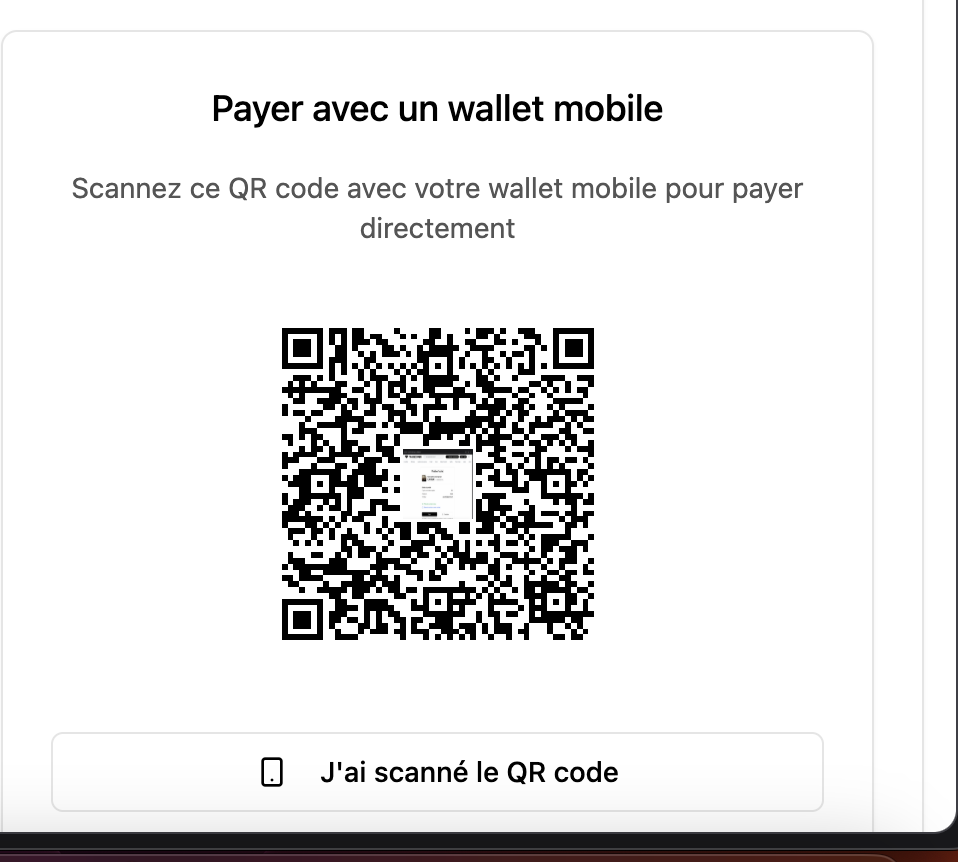 Payer avec un wallet mobile
Scannez ce QR code avec votre wallet mobile pour payer
directement
J'ai scanné le QR code